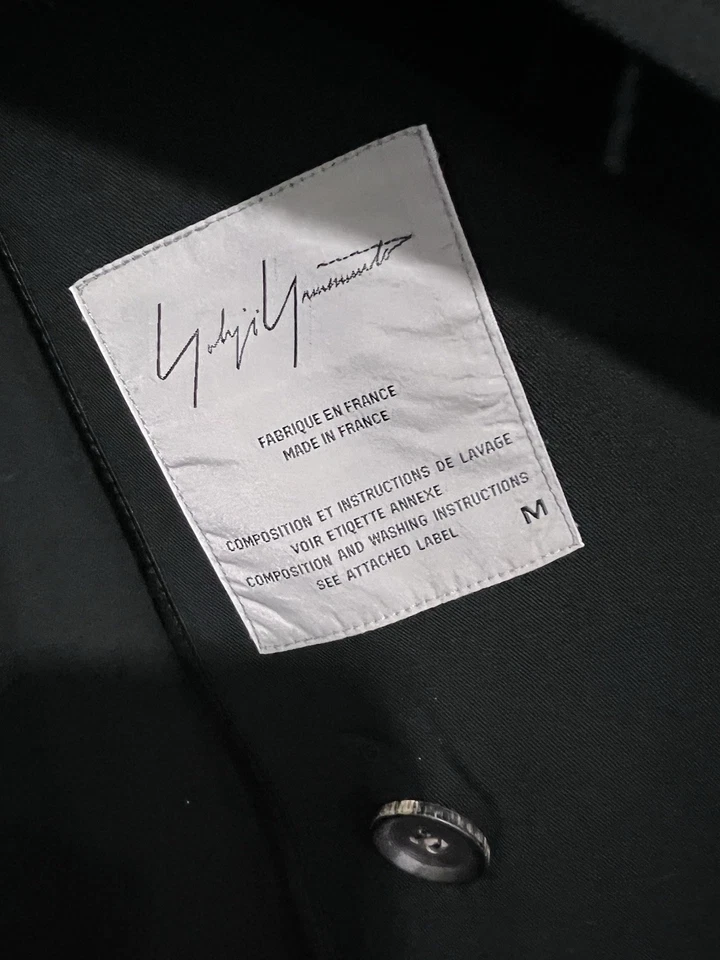 Yohji Yamamoto
FABRIQUE EN FRANCE
MADE IN FRANCE
COMPOSITION ET INSTRUCTIONS DE LAVAGE
VOIR ETIQETTE ANNEXE
COMPOSITION AND WASHING INSTRUCTIONS
SEE ATTACHED LABEL
M